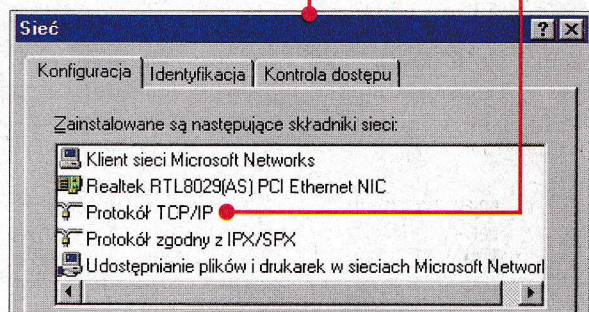 Sieć
Konfiguracja Identyfikacja Kontrola dostępu
Zainstalowane są następujące składniki sieci:
Klient sieci Microsoft Networks
Realtek RTL8029(AS) PCI Ethernet NIC
Protokół TCP/IP
Protokół zgodny z IPX/SPX
Udostępnianie plików i drukarek w sieciach Microsoft Networl